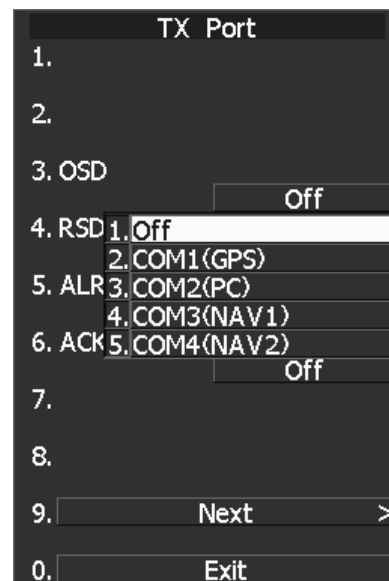 TX Port
1.
2.
3. OSD
Off
4. RSD
1. Off
2. COM1(GPS)
5. ALR
3. COM2(PC)
4. COM3(NAV1)
6. ACK
5. COM4(NAV2)
Off
7.
8.
9. Next >
0. Exit